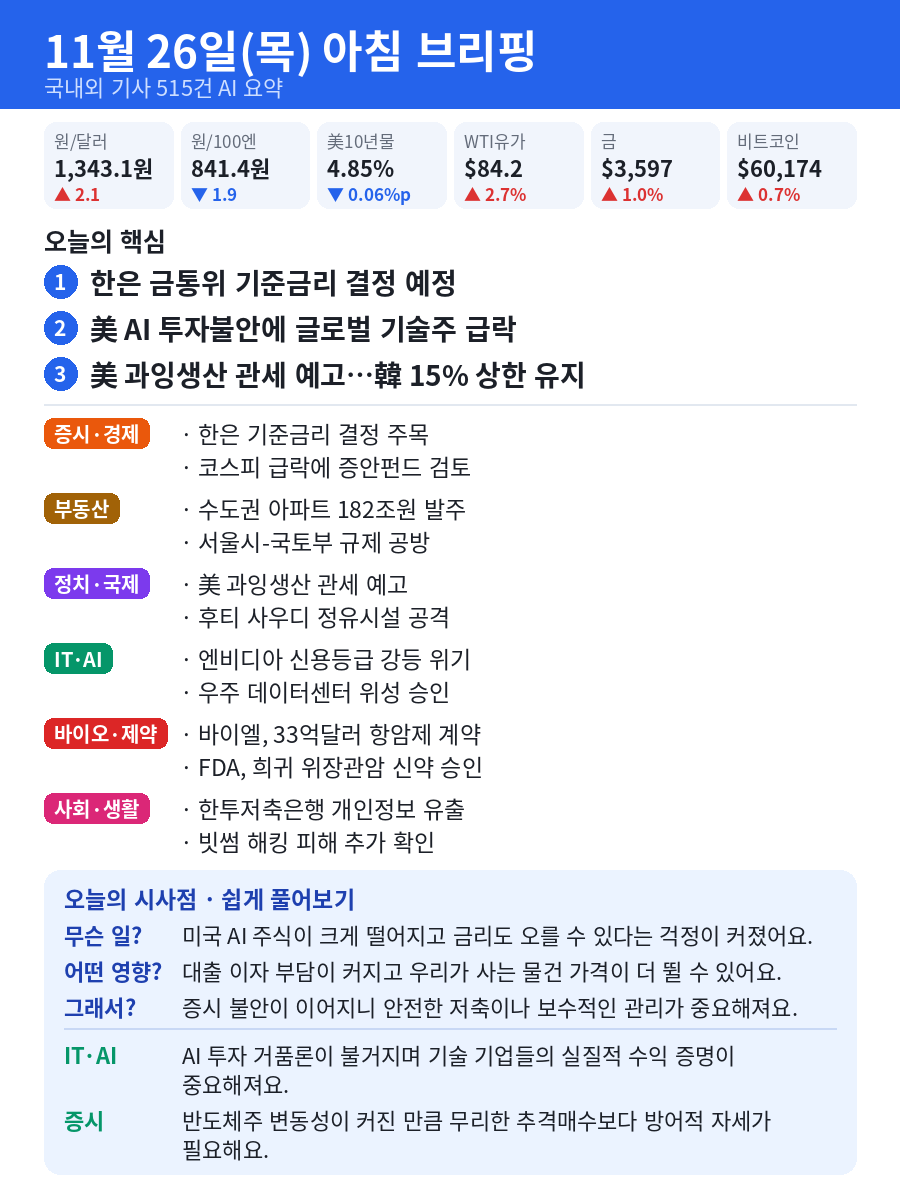 11월 26일(목) 아침 브리핑
국내외 기사 515건 AI 요약
원/달러
1,343.1원
▲ 2.1
원/100엔
841.4원
▼ 1.9
美10년물
4.85%
▼ 0.06%p
WTI유가
$84.2
▲ 2.7%
금
$3,597
▲ 1.0%
비트코인
$60,174
▲ 0.7%
오늘의 핵심
1 한은 금통위 기준금리 결정 예정
2 美 AI 투자불안에 글로벌 기술주 급락
3 美 과잉생산 관세 예고…韓 15% 상한 유지
증시·경제
· 한은 기준금리 결정 주목
· 코스피 급락에 증안펀드 검토
부동산
· 수도권 아파트 182조원 발주
· 서울시-국토부 규제 공방
정치·국제
· 美 과잉생산 관세 예고
· 후티 사우디 정유시설 공격
IT·AI
· 엔비디아 신용등급 강등 위기
· 우주 데이터센터 위성 승인
바이오·제약
· 바이엘, 33억달러 항암제 계약
· FDA, 희귀 위장관암 신약 승인
사회·생활
· 한투저축은행 개인정보 유출
· 빗썸 해킹 피해 추가 확인
오늘의 시사점 · 쉽게 풀어보기
무슨 일? 미국 AI 주식이 크게 떨어지고 금리도 오를 수 있다는 걱정이 커졌어요.
어떤 영향? 대출 이자 부담이 커지고 우리가 사는 물건 가격이 더 뛸 수 있어요.
그래서? 증시 불안이 이어지니 안전한 저축이나 보수적인 관리가 중요해져요.
IT·AI AI 투자 거품론이 불거지며 기술 기업들의 실질적 수익 증명이
중요해져요.
증시 반도체주 변동성이 커진 만큼 무리한 추격매수보다 방어적 자세가
필요해요.